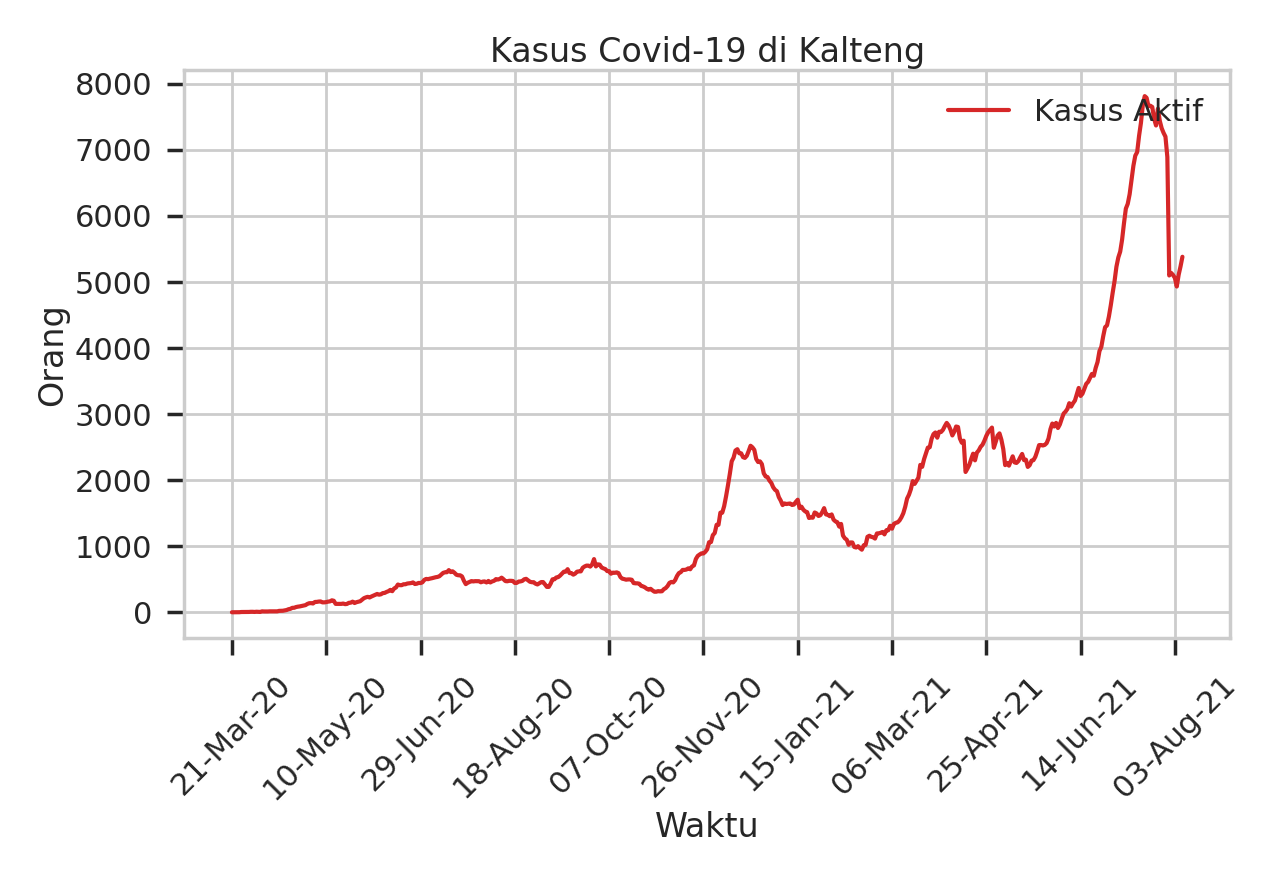 Kasus Covid-19 di Kalteng
Kasus Aktif
Orang
8000
7000
6000
5000
4000
3000
2000
1000
0
21-Mar-20
10-May-20
29-Jun-20
18-Aug-20
07-Oct-20
26-Nov-20
15-Jan-21
06-Mar-21
25-Apr-21
14-Jun-21
03-Aug-21
Waktu